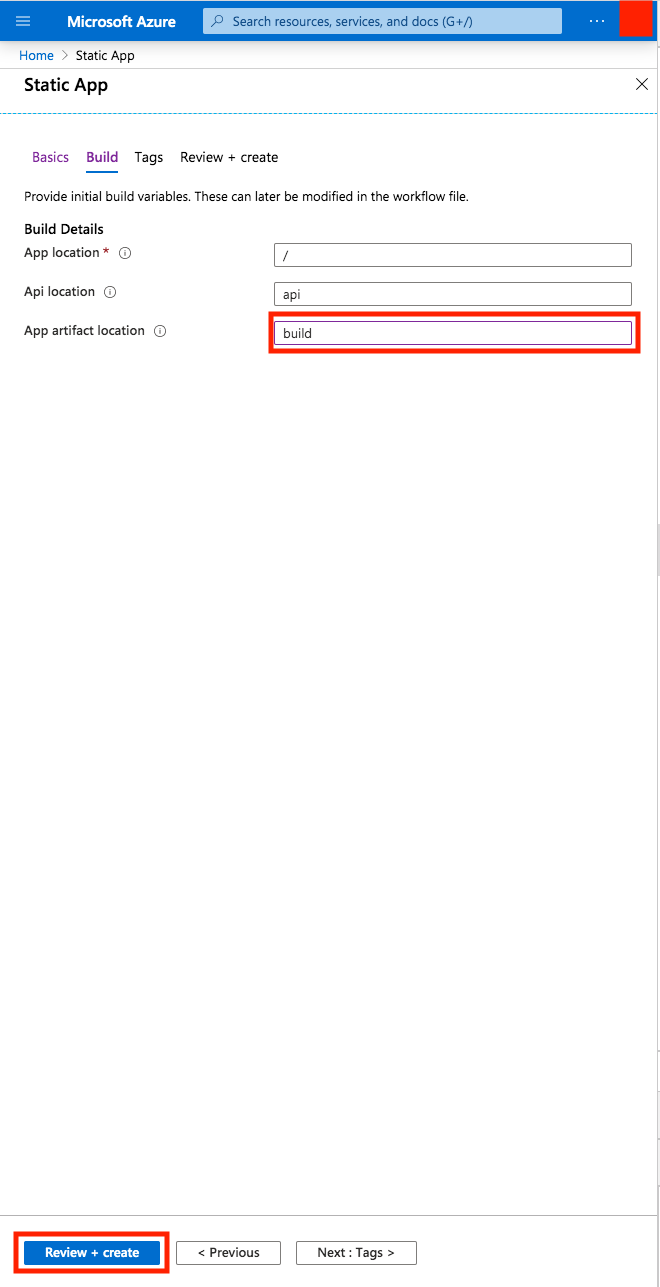 Microsoft Azure Search resources, services, and docs (G+/) ...
Home > Static App
Static App
Basics Build Tags Review + create
Provide initial build variables. These can later be modified in the workflow file.
Build Details
App location * /
Api location api
App artifact location build
Review + create < Previous Next : Tags >